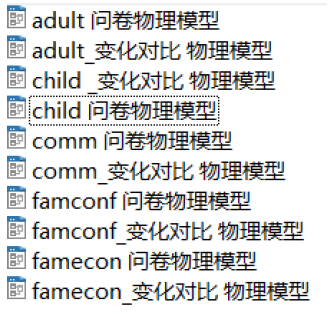 adult 问卷物理模型
adult_变化对比 物理模型
child _变化对比 物理模型
child 问卷物理模型
comm 问卷物理模型
comm_变化对比 物理模型
famconf 问卷物理模型
famconf_变化对比 物理模型
famecon 问卷物理模型
famecon_变化对比 物理模型